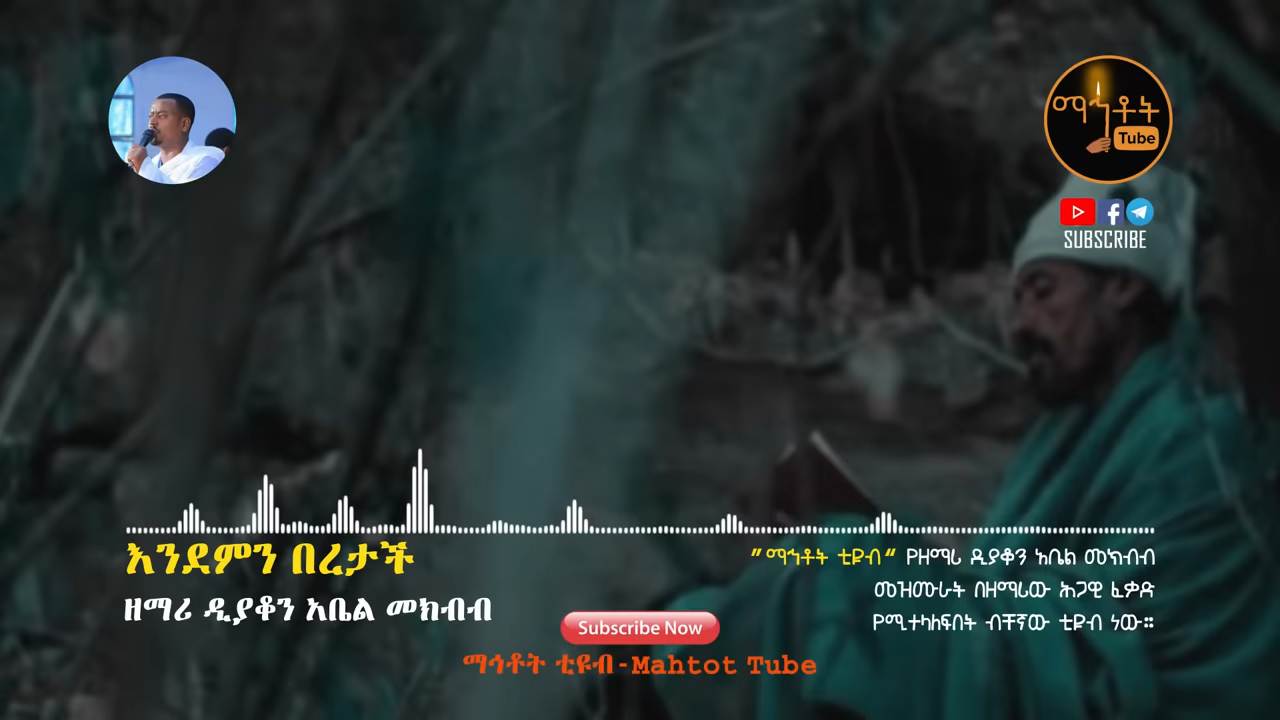 ማኅቶት
Tube
SUBSCRIBE
እንደምን በረታች
ዘማሪ ዲያቆን አቤል መክብብ
"ማኅቶት ቲዩብ" የዘማሪ ዲያቆን አቤል መክብብ
መዝሙራት በዘማሪው ሕጋዊ ፈቃድ
የሚተላለፍበት ብቸኛው ቲዩብ ነው።
Subscribe Now
ማኅቶት ቲዩብ-Mahtot Tube